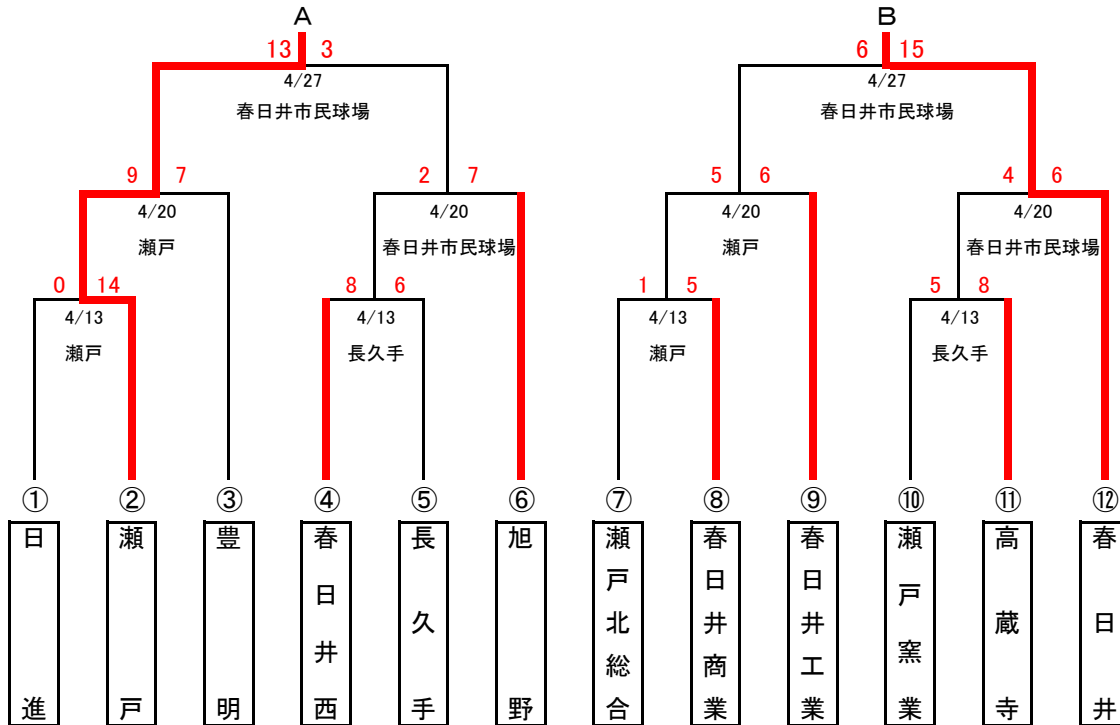 A B
13 3 6 15
4/27 4/27
春日井市民球場 春日井市民球場
9 7 2 7 5 6 4 6
4/20 4/20 4/20 4/20
瀬戸 春日井市民球場 瀬戸 春日井市民球場
0 14 8 6 1 5 5 8
4/13 4/13 4/13 4/13
瀬戸 長久手 瀬戸 長久手
① ② ③ ④ ⑤ ⑥ ⑦ ⑧ ⑨ ⑩ ⑪ ⑫
日進
瀬戸
豊明
春日井西
長久手
旭野
瀬戸北総合
春日井商業
春日井工業
瀬戸窯業
高蔵寺
春日井